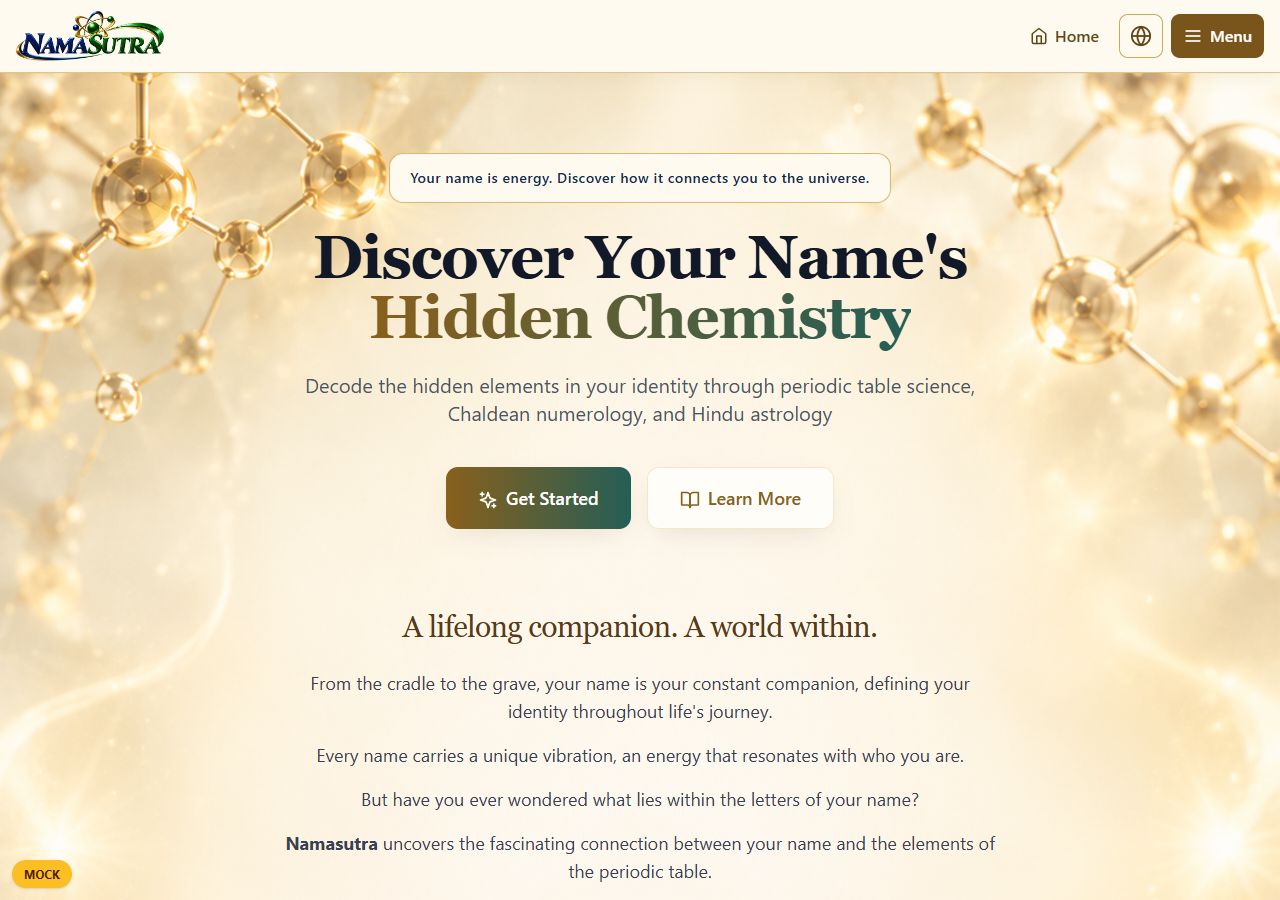 NAMASUTRA
Home
Menu
Your name is energy. Discover how it connects you to the universe.
Discover Your Name's
Hidden Chemistry
Decode the hidden elements in your identity through periodic table science,
Chaldean numerology, and Hindu astrology
Get Started
Learn More
A lifelong companion. A world within.
From the cradle to the grave, your name is your constant companion, defining your
identity throughout life's journey.
Every name carries a unique vibration, an energy that resonates with who you are.
But have you ever wondered what lies within the letters of your name?
Namasutra uncovers the fascinating connection between your name and the elements of
the periodic table.
MOCK